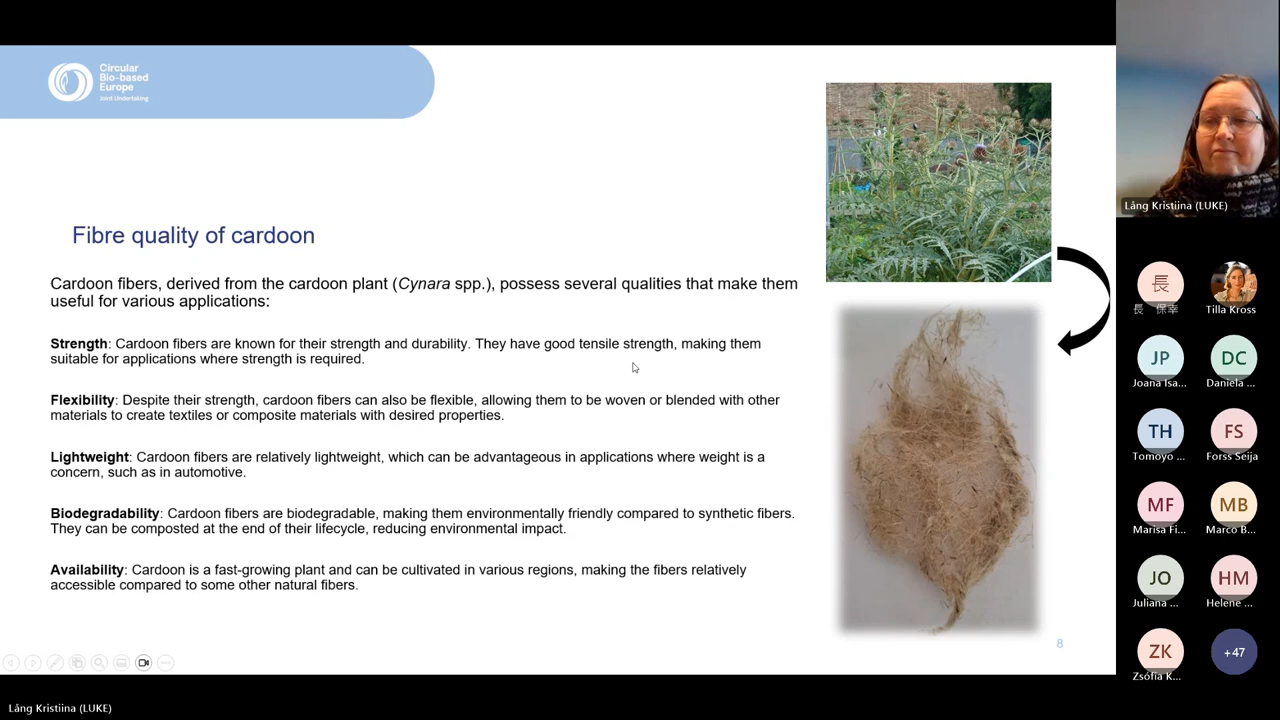 Circular
Bio-based
Europe
Joint Undertaking
Fibre quality of cardoon
Cardoon fibers, derived from the cardoon plant (Cynara spp.), possess several qualities that make them
useful for various applications:
Strength: Cardoon fibers are known for their strength and durability. They have good tensile strength, making them
suitable for applications where strength is required.
Flexibility: Despite their strength, cardoon fibers can also be flexible, allowing them to be woven or blended with other
materials to create textiles or composite materials with desired properties.
Lightweight: Cardoon fibers are relatively lightweight, which can be advantageous in applications where weight is a
concern, such as in automotive.
Biodegradability: Cardoon fibers are biodegradable, making them environmentally friendly compared to synthetic fibers.
They can be composted at the end of their lifecycle, reducing environmental impact.
Availability: Cardoon is a fast-growing plant and can be cultivated in various regions, making the fibers relatively
accessible compared to some other natural fibers.
8
Lång Kristiina (LUKE)
長
長 保幸
Tilla Kross
JP
Joana Isa...
DC
Daniela ...
TH
Tomoyo ...
FS
Forss Seija
MF
Marisa Fi...
MB
Marco B...
JO
Juliana ...
HM
Helene ...
ZK
Zsófia K...
+47
Lång Kristiina (LUKE)